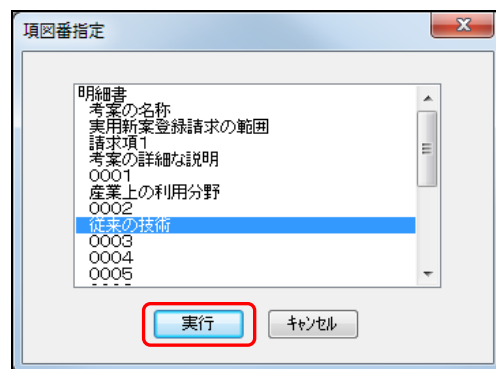 項図番指定
明細書
考案の名称
実用新案登録請求の範囲
請求項1
考案の詳細な説明
0001
産業上の利用分野
0002
従来の技術
0003
0004
0005
実行
ｷｬﾝｾﾙ